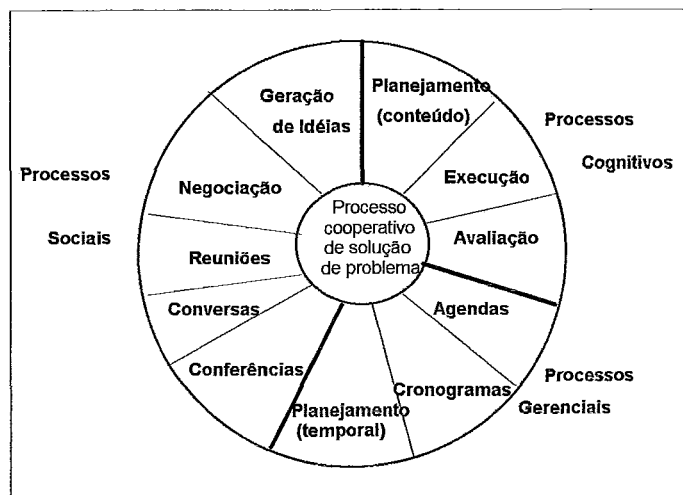 Geração
de Idéias
Planejamento
(conteúdo)
Processos
Cognitivos
Execução
Avaliação
Processos
Sociais
Negociação
Reuniões
Conversas
Conferências
Processo
cooperativo
de solução
de problema
Agendas
Cronogramas
Planejamento
(temporal)
Processos
Gerenciais